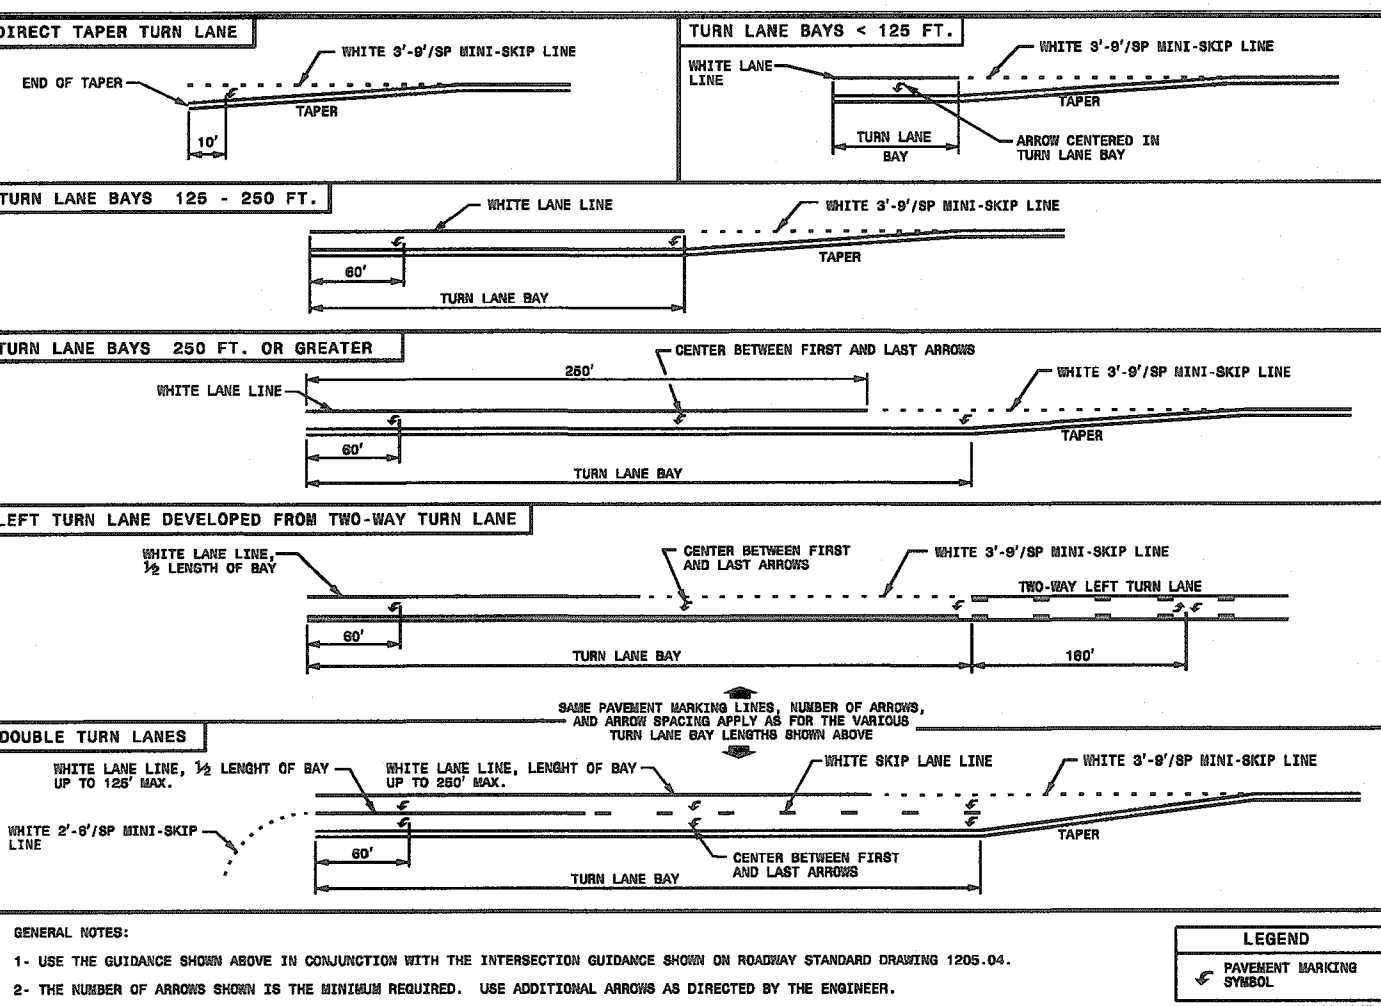 DIRECT TAPER TURN LANE
WHITE 3'-9'/SP MINI-SKIP LINE
END OF TAPER
TAPER
10'
TURN LANE BAYS < 125 FT.
WHITE LANE
LINE
WHITE 3'-9'/SP MINI-SKIP LINE
TAPER
TURN LANE
BAY
ARROW CENTERED IN
TURN LANE BAY
TURN LANE BAYS 125 - 250 FT.
WHITE LANE LINE
WHITE 3'-9'/SP MINI-SKIP LINE
TAPER
60'
TURN LANE BAY
TURN LANE BAYS 250 FT. OR GREATER
CENTER BETWEEN FIRST AND LAST ARROWS
250'
WHITE LANE LINE
WHITE 3'-9'/SP MINI-SKIP LINE
TAPER
60'
TURN LANE BAY
LEFT TURN LANE DEVELOPED FROM TWO-WAY TURN LANE
WHITE LANE LINE,
1/2 LENGTH OF BAY
CENTER BETWEEN FIRST
AND LAST ARROWS
WHITE 3'-9'/SP MINI-SKIP LINE
TWO-WAY LEFT TURN LANE
60'
TURN LANE BAY
160'
SAME PAVEMENT MARKING LINES, NUMBER OF ARROWS,
AND ARROW SPACING APPLY AS FOR THE VARIOUS
TURN LANE BAY LENGTHS SHOWN ABOVE
DOUBLE TURN LANES
WHITE LANE LINE, 1/2 LENGHT OF BAY
UP TO 125' MAX.
WHITE LANE LINE, LENGHT OF BAY
UP TO 250' MAX.
WHITE SKIP LANE LINE
WHITE 3'-9'/SP MINI-SKIP LINE
WHITE 2'-6'/SP MINI-SKIP
LINE
TAPER
60'
CENTER BETWEEN FIRST
AND LAST ARROWS
TURN LANE BAY
GENERAL NOTES:
1- USE THE GUIDANCE SHOWN ABOVE IN CONJUNCTION WITH THE INTERSECTION GUIDANCE SHOWN ON ROADWAY STANDARD DRAWING 1205.04.
2- THE NUMBER OF ARROWS SHOWN IS THE MINIMUM REQUIRED. USE ADDITIONAL ARROWS AS DIRECTED BY THE ENGINEER.
LEGEND
PAVEMENT MARKING
SYMBOL